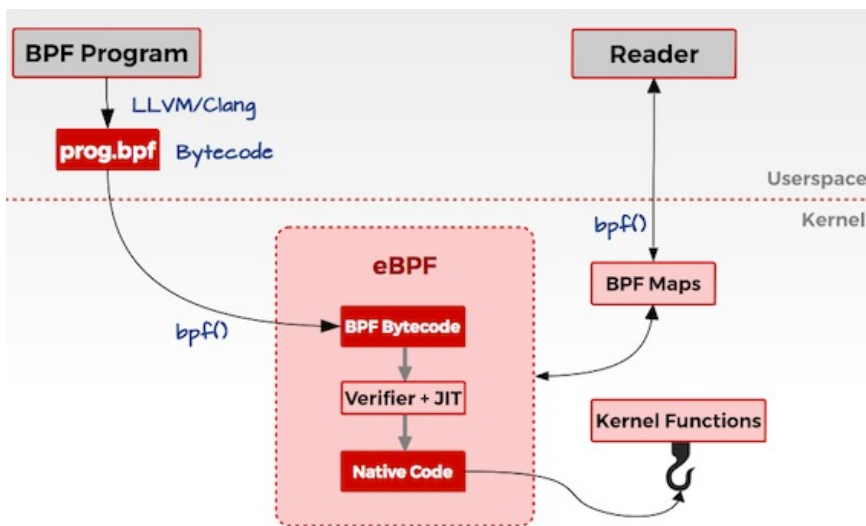 BPF Program
Reader
LLVM/Clang
prog.bpf
Bytecode
Userspace
Kernel
bpf()
eBPF
BPF Maps
bpf()
BPF Bytecode
Verifier + JIT
Kernel Functions
Native Code